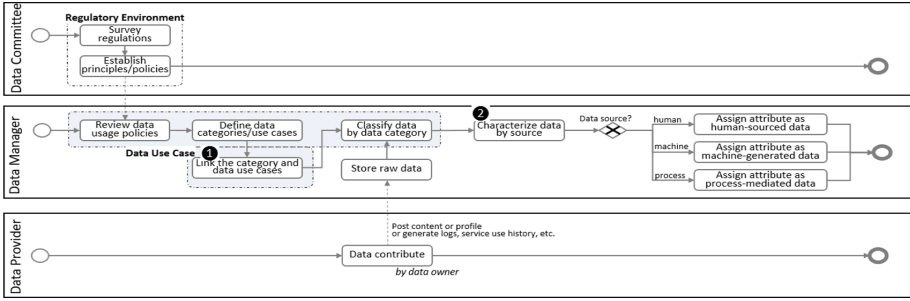 Data Committee
Regulatory Environment
Survey
regulations
Establish
principles/policies
Data Manager
Review data
usage policies
Define data
categories/use cases
Classify data
by data category
2
Characterize data
by source
Data source?
human
Assign attribute as
human-sourced data
machine
Assign attribute as
machine-generated data
process
Assign attribute as
process-mediated data
Data Use Case
1
Link the category and
data use cases
Store raw data
Data Provider
Post content or profile
or generate logs, service use history, etc.
Data contribute
by data owner